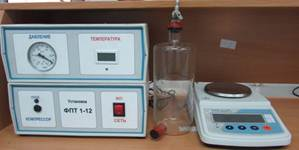 ДАВЛЕНИЕ
ТЕМПЕРАТУРА
Установка
ФПТ 1-12
КОМПРЕССОР
СЕТЬ